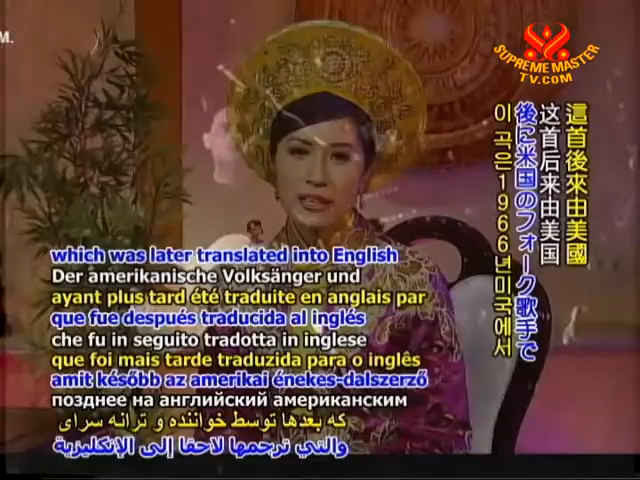 M.
SUPREME MASTER
TV.COM
which was later translated into English
Der amerikanische Volksänger und
ayant plus tard été traduite en anglais par
que fue después traducida al inglés
che fu in seguito tradotta in inglese
que foi mais tarde traduzida para o inglês
amit később az amerikai énekes-dalszerző
позднее на английский американским
که بعدها توسط خواننده و ترانه سرای
والتي ترجمها لاحقا إلى الإنكليزية
這首後來由美國
这首后来由美国
後に米国のフォーク歌手で
이 곡은1966년미국에서